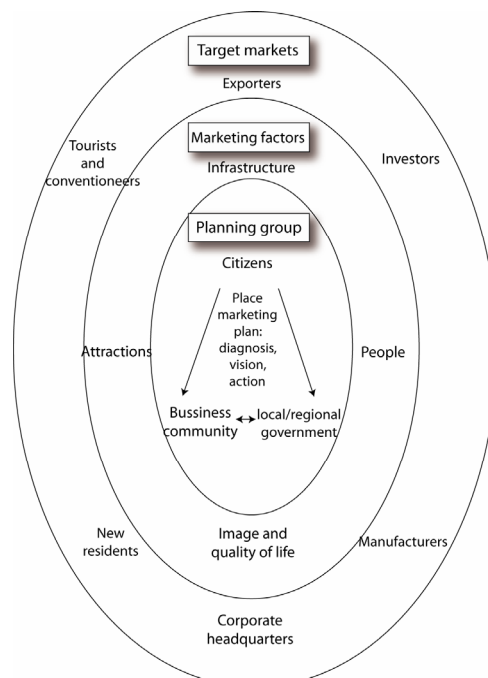 Target markets
Exporters
Marketing factors
Tourists
and
conventioneers
Investors
Infrastructure
Planning group
Citizens
Place
marketing
plan:
diagnosis,
vision,
action
Attractions
People
Bussiness
community
local/regional
government
New
residents
Image and
quality of life
Manufacturers
Corporate
headquarters